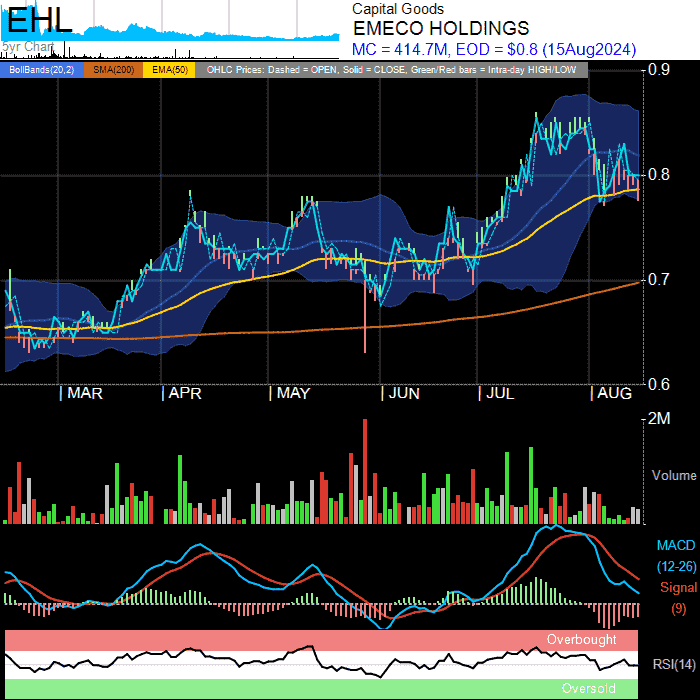 EHL
Capital Goods
EMECO HOLDINGS
MC = 414.7M, EOD = $0.8 (15Aug2024)
5yr Chart
BollBands(20,2) SMA(200) EMA(50) OHLC Prices: Dashed = OPEN, Solid = CLOSE, Green/Red bars = Intra-day HIGH/LOW
0.9
0.8
0.7
0.6
MAR APR MAY JUN JUL AUG
2M
Volume
MACD
(12-26)
Signal
(9)
Overbought
RSI(14)
Oversold